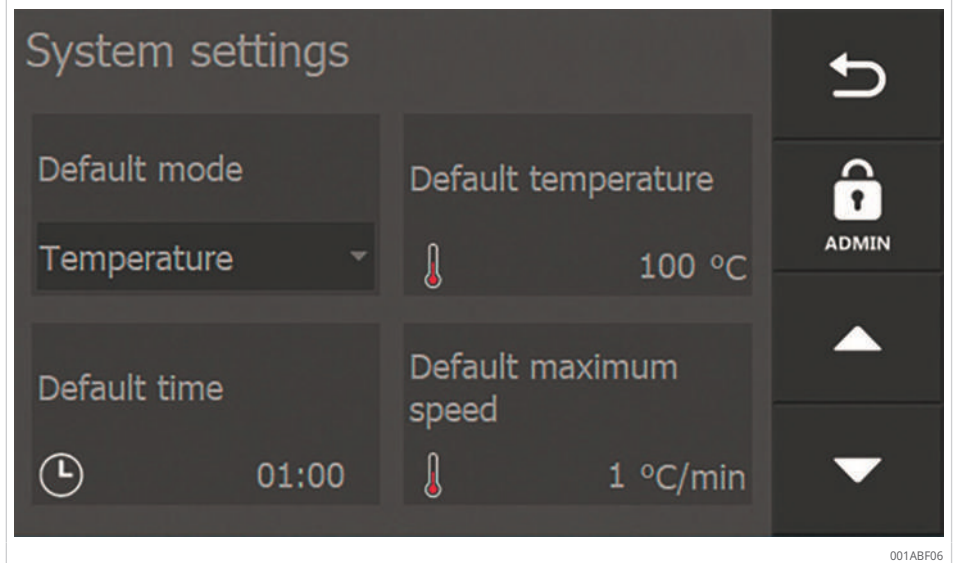 System settings
Default mode
Temperature
Default temperature
100 °C
Default time
01:00
Default maximum
speed
1 °C/min
ADMIN
001ABF06